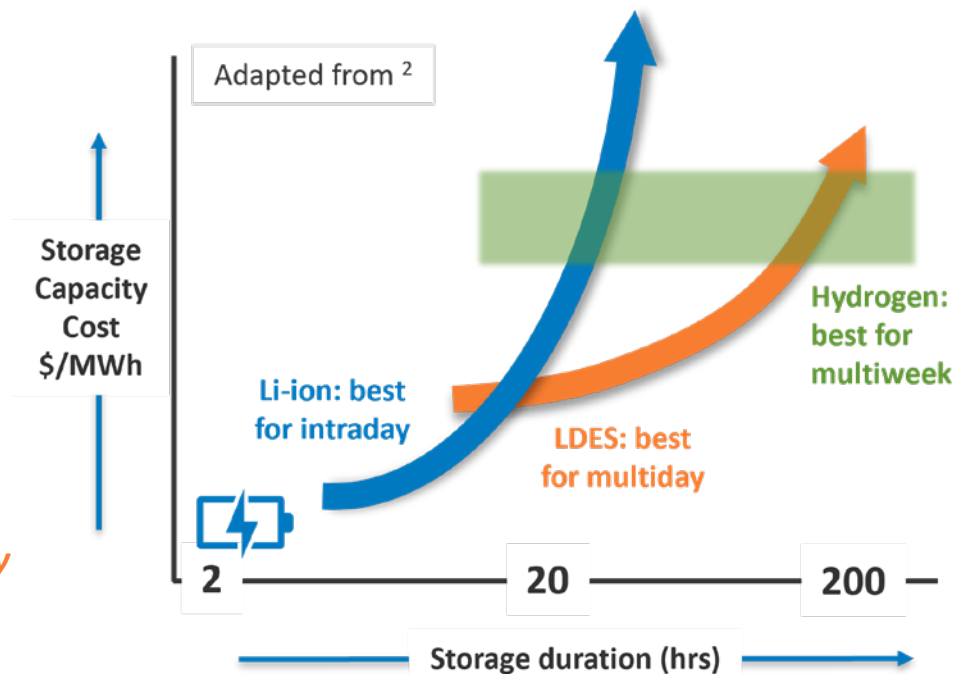 Adapted from ²
Storage
Capacity
Cost
$/MWh
Li-ion: best
for intraday
LDES: best
for multiday
Hydrogen:
best for
multiweek
y
2
20
200
Storage duration (hrs)